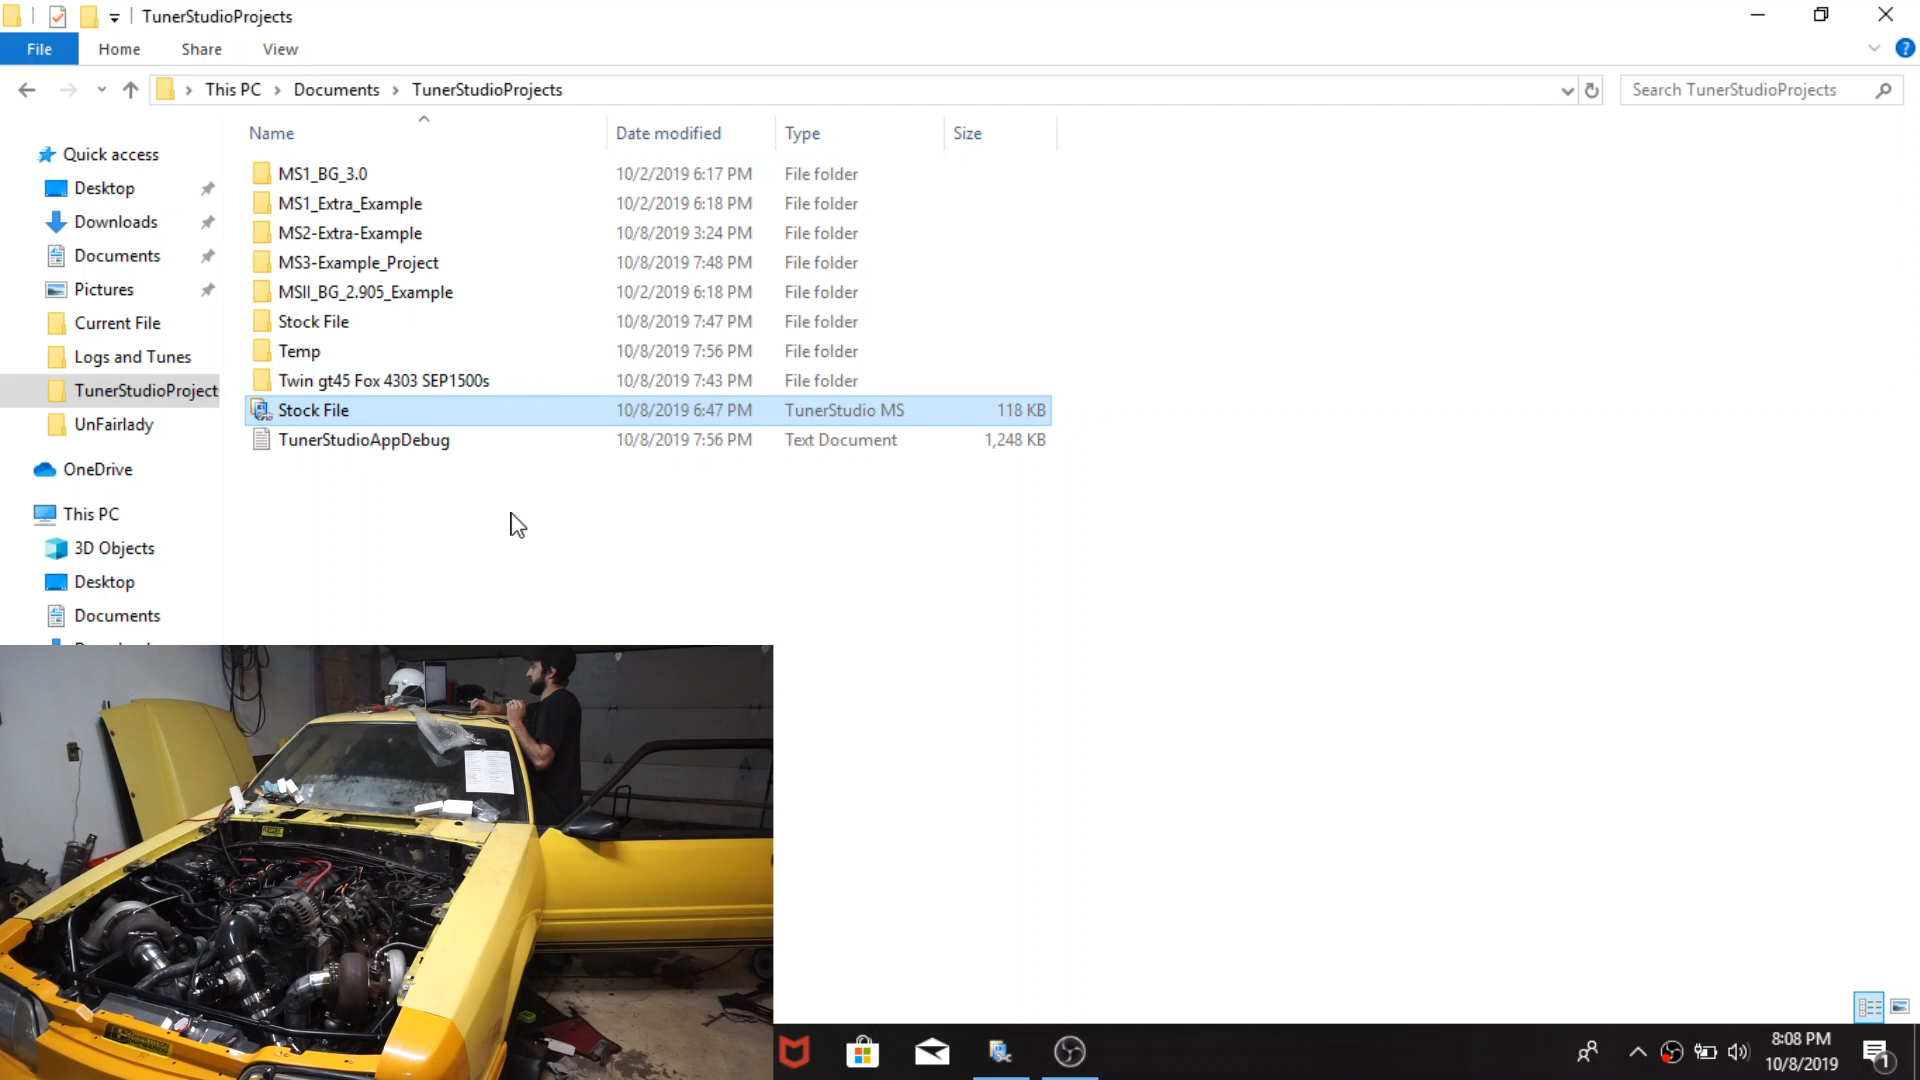 TunerStudioProjects
File Home Share View
This PC Documents TunerStudioProjects Search TunerStudioProjects
Name Date modified Type Size
Quick access
Desktop
Downloads
Documents
Pictures
Current File
Logs and Tunes
TunerStudioProject
UnFairlady
OneDrive
This PC
3D Objects
Desktop
Documents
MS1_BG_3.0 10/2/2019 6:17 PM File folder
MS1_Extra_Example 10/2/2019 6:18 PM File folder
MS2-Extra-Example 10/8/2019 3:24 PM File folder
MS3-Example_Project 10/8/2019 7:48 PM File folder
MSII_BG_2.905_Example 10/2/2019 6:18 PM File folder
Stock File 10/8/2019 7:47 PM File folder
Temp 10/8/2019 7:56 PM File folder
Twin gt45 Fox 4303 SEP1500s 10/8/2019 7:43 PM File folder
Stock File 10/8/2019 6:47 PM TunerStudio MS 118 KB
TunerStudioAppDebug 10/8/2019 7:56 PM Text Document 1,248 KB
8:08 PM
10/8/2019
1